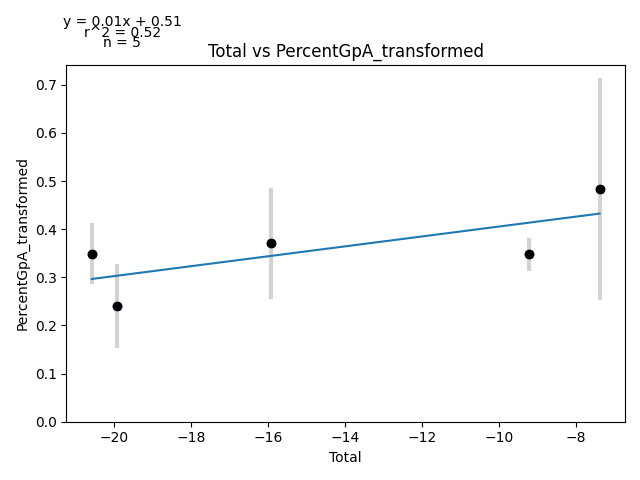 y = 0.01x + 0.51
r^2 = 0.52
n = 5
Total vs PercentGpA_transformed
0.7
0.6
0.5
0.4
0.3
0.2
0.1
0.0
PercentGpA_transformed
−20
−18
−16
−14
−12
−10
−8
Total